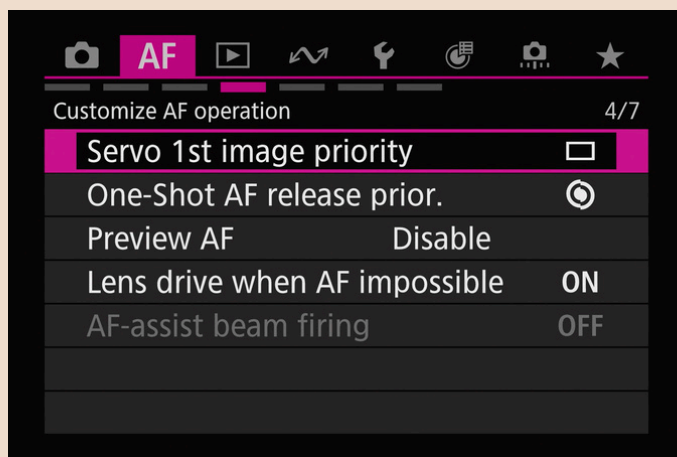 AF
Customize AF operation 4/7
Servo 1st image priority
One-Shot AF release prior.
Preview AF Disable
Lens drive when AF impossible ON
AF-assist beam firing OFF